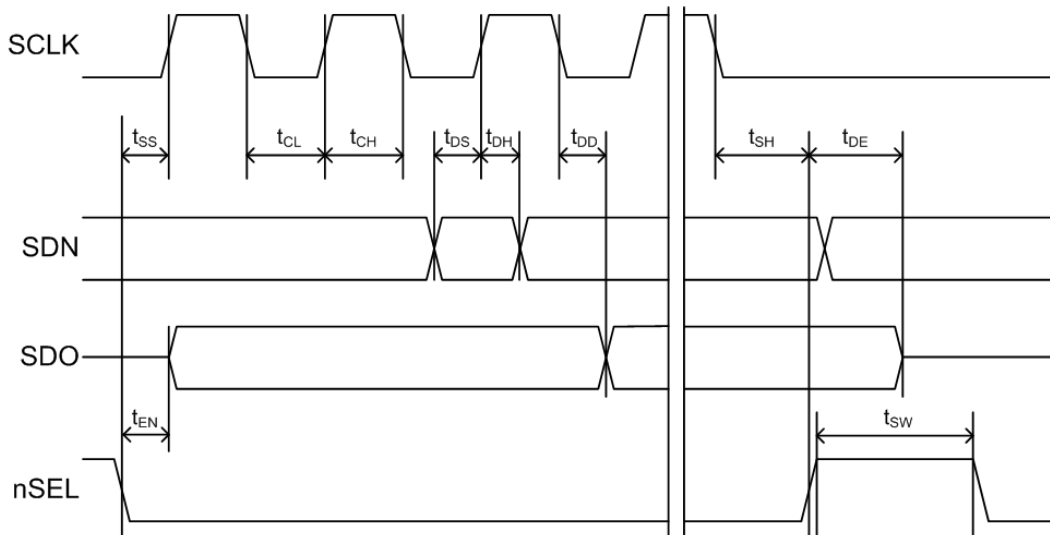 SCLK
tSS tCL tCH tDS tDH tDD tSH tDE
SDN
SDO
tEN tSW
nSEL